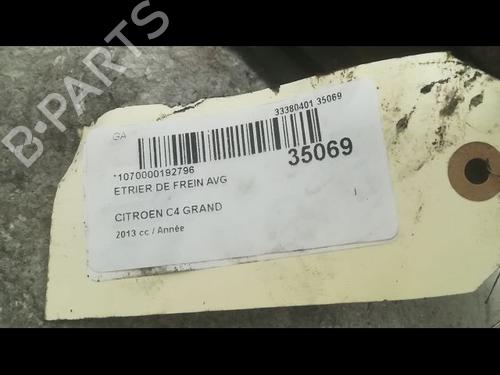 B-PARTS
GA
33380401 35069
*1070000192796
35069
ETRIER DE FREIN AVG
CITROEN C4 GRAND
2013 cc / Année